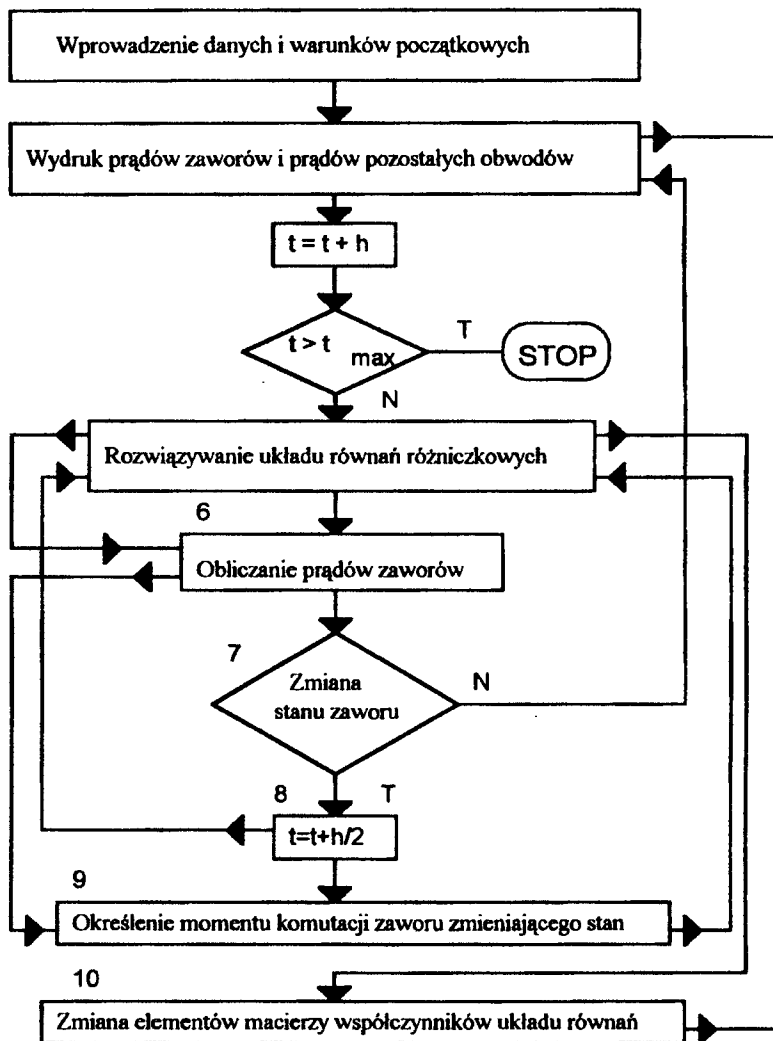 Wprowadzenie danych i warunków początkowych
Wydruk prądów zaworów i prądów pozostałych obwodów
t = t + h
t > t max
T
STOP
N
Rozwiązywanie układu równań różniczkowych
6
Obliczanie prądów zaworów
7
Zmiana
stanu zaworu
N
8
T
t=t+h/2
9
Określenie momentu komutacji zaworu zmieniającego stan
10
Zmiana elementów macierzy współczynników układu równań